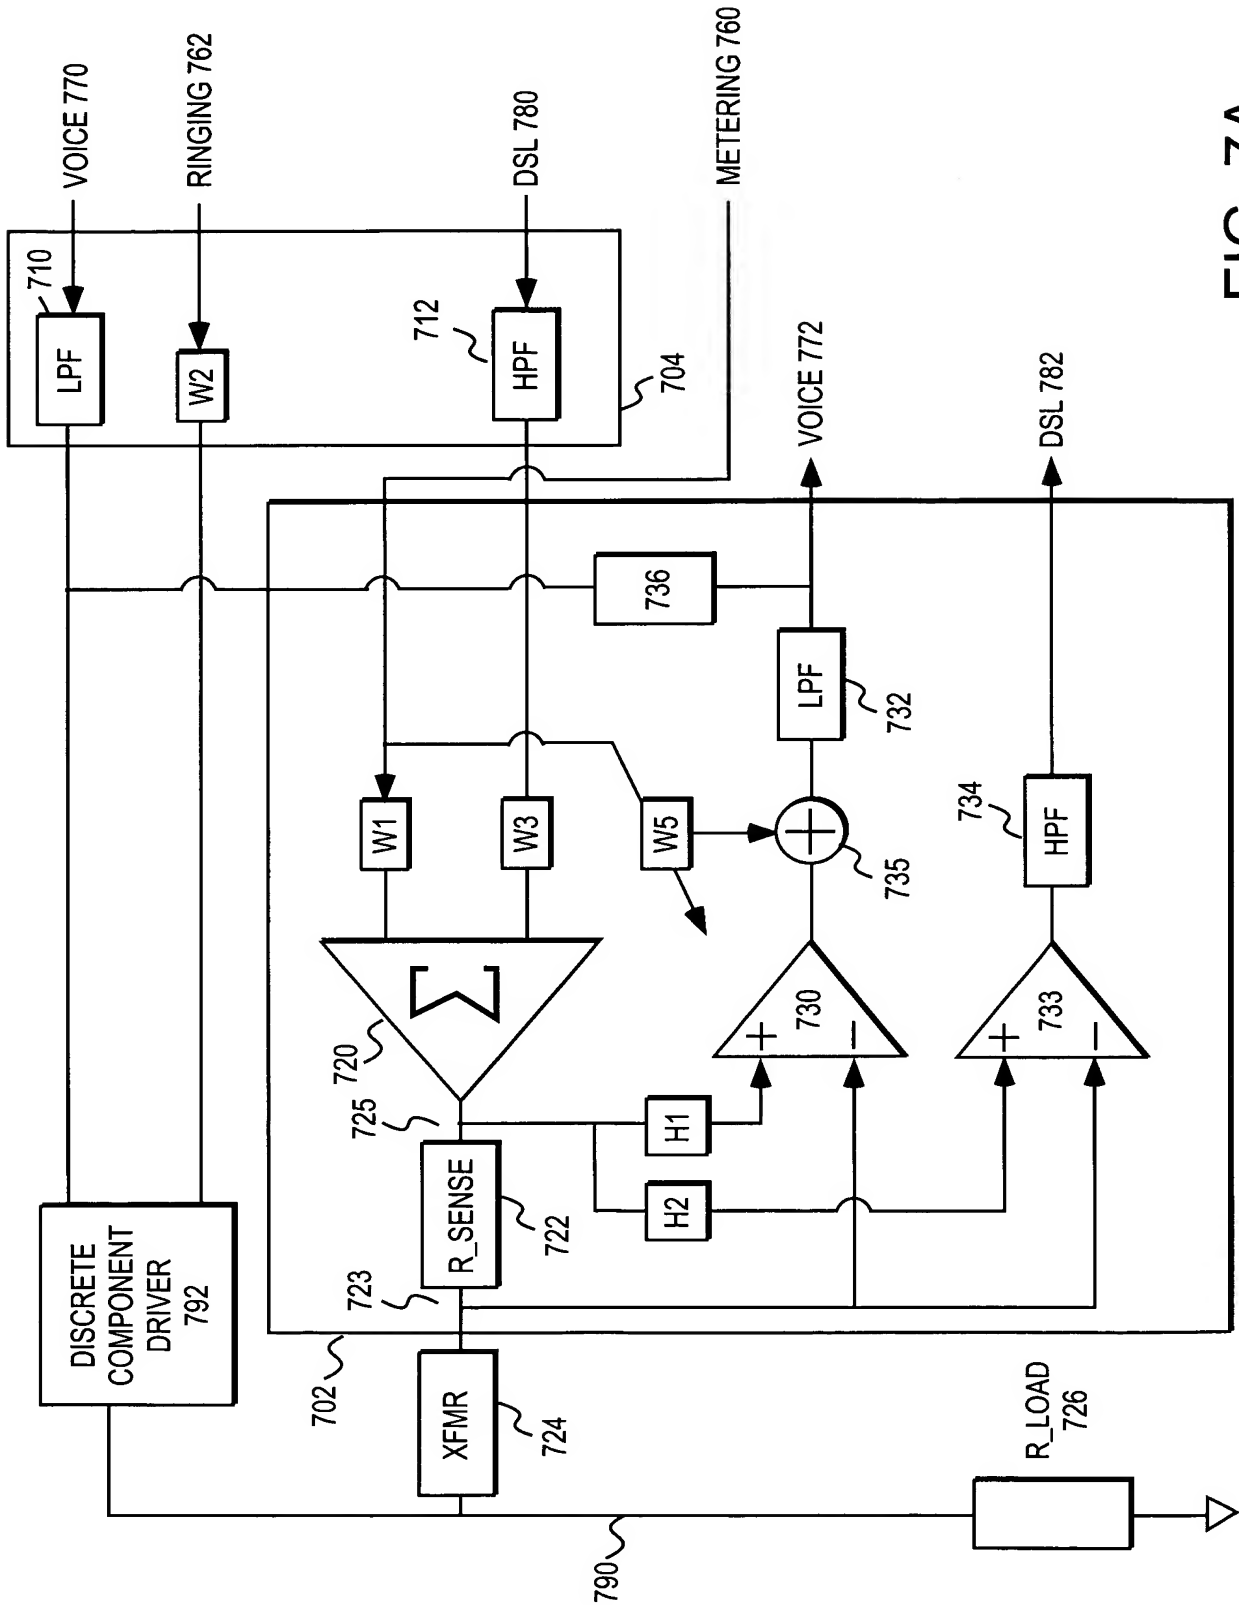 VOICE 770
RINGING 762
DSL 780
METERING 760
710
LPF
W2
712
HPF
704
VOICE 772
DSL 782
736
LPF
732
W1
W3
W5
+
735
734
HPF
Σ
720
+
730
−
+
733
−
725
H1
H2
R_SENSE
722
723
702
DISCRETE
COMPONENT
DRIVER
792
XFMR
724
R_LOAD
726
790
FIG. 7A